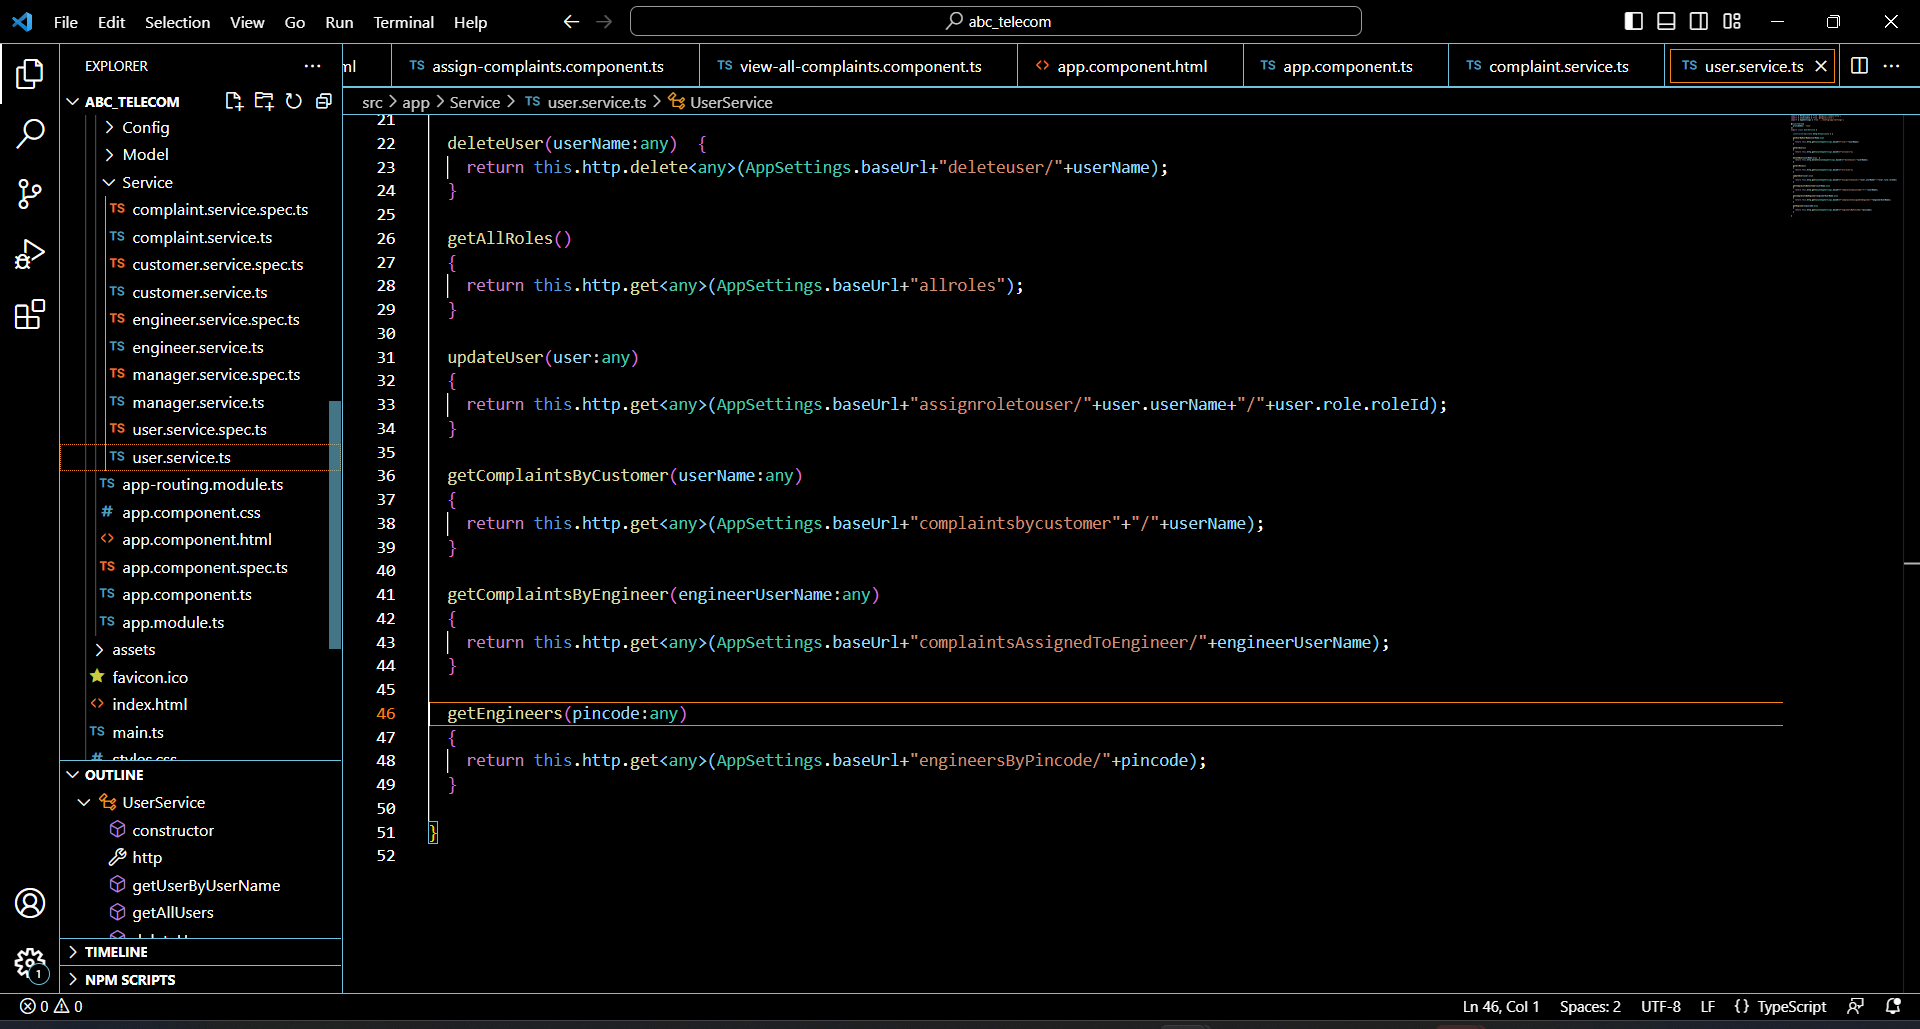 File Edit Selection View Go Run Terminal Help
abc_telecom
EXPLORER
ml
TS assign-complaints.component.ts
TS view-all-complaints.component.ts
<> app.component.html
TS app.component.ts
TS complaint.service.ts
TS user.service.ts
ABC_TELECOM
src > app > Service > TS user.service.ts > UserService
Config
Model
Service
TS complaint.service.spec.ts
TS complaint.service.ts
TS customer.service.spec.ts
TS customer.service.ts
TS engineer.service.spec.ts
TS engineer.service.ts
TS manager.service.spec.ts
TS manager.service.ts
TS user.service.spec.ts
TS user.service.ts
TS app-routing.module.ts
# app.component.css
<> app.component.html
TS app.component.spec.ts
TS app.component.ts
TS app.module.ts
assets
favicon.ico
<> index.html
TS main.ts
# styles.css
OUTLINE
UserService
constructor
http
getUserByUserName
getAllUsers
TIMELINE
NPM SCRIPTS
21
22 deleteUser(userName:any) {
23 return this.http.delete<any>(AppSettings.baseUrl+"deleteuser/"+userName);
24 }
25
26 getAllRoles()
27 {
28 return this.http.get<any>(AppSettings.baseUrl+"allroles");
29 }
30
31 updateUser(user:any)
32 {
33 return this.http.get<any>(AppSettings.baseUrl+"assignroletouser/"+user.userName+"/"+user.role.roleId);
34 }
35
36 getComplaintsByCustomer(userName:any)
37 {
38 return this.http.get<any>(AppSettings.baseUrl+"complaintsbycustomer"+"/"+userName);
39 }
40
41 getComplaintsByEngineer(engineerUserName:any)
42 {
43 return this.http.get<any>(AppSettings.baseUrl+"complaintsAssignedToEngineer/"+engineerUserName);
44 }
45
46 getEngineers(pincode:any)
47 {
48 return this.http.get<any>(AppSettings.baseUrl+"engineersByPincode/"+pincode);
49 }
50
51 }
52
1
0 0
Ln 46, Col 1 Spaces: 2 UTF-8 LF {} TypeScript